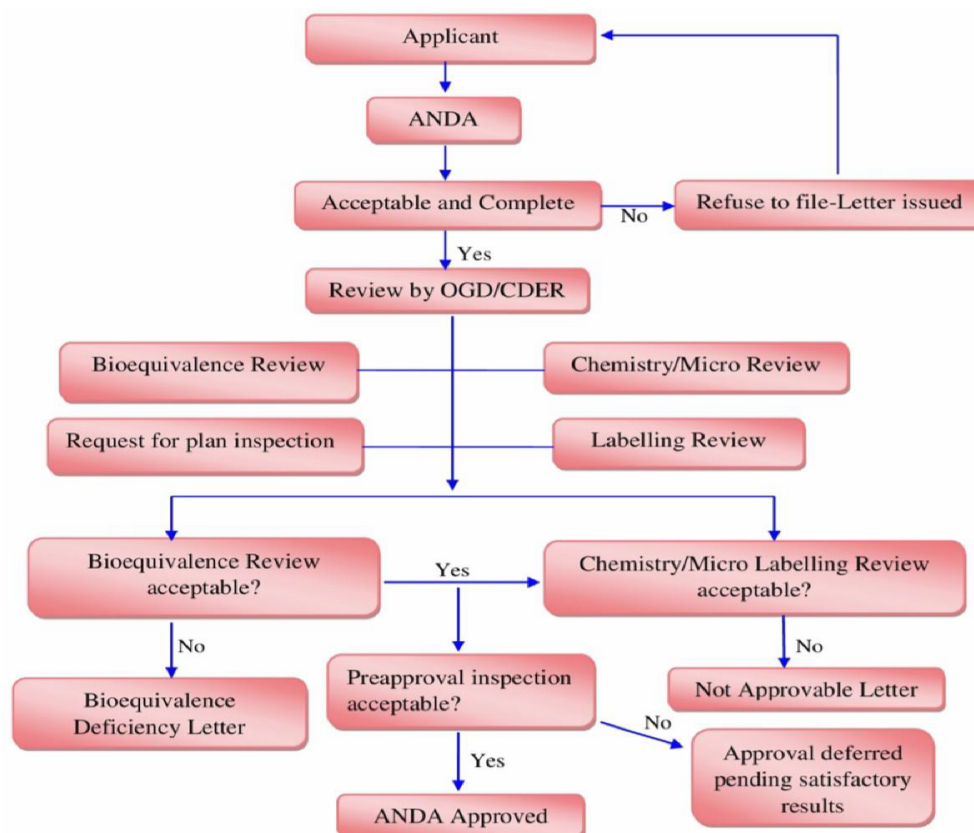 Applicant
ANDA
Acceptable and Complete
No
Refuse to file-Letter issued
Yes
Review by OGD/CDER
Bioequivalence Review
Chemistry/Micro Review
Request for plan inspection
Labelling Review
Bioequivalence Review
acceptable?
Yes
Chemistry/Micro Labelling Review
acceptable?
No
Bioequivalence
Deficiency Letter
Preapproval inspection
acceptable?
No
Not Approvable Letter
No
Approval deferred
pending satisfactory
results
Yes
ANDA Approved